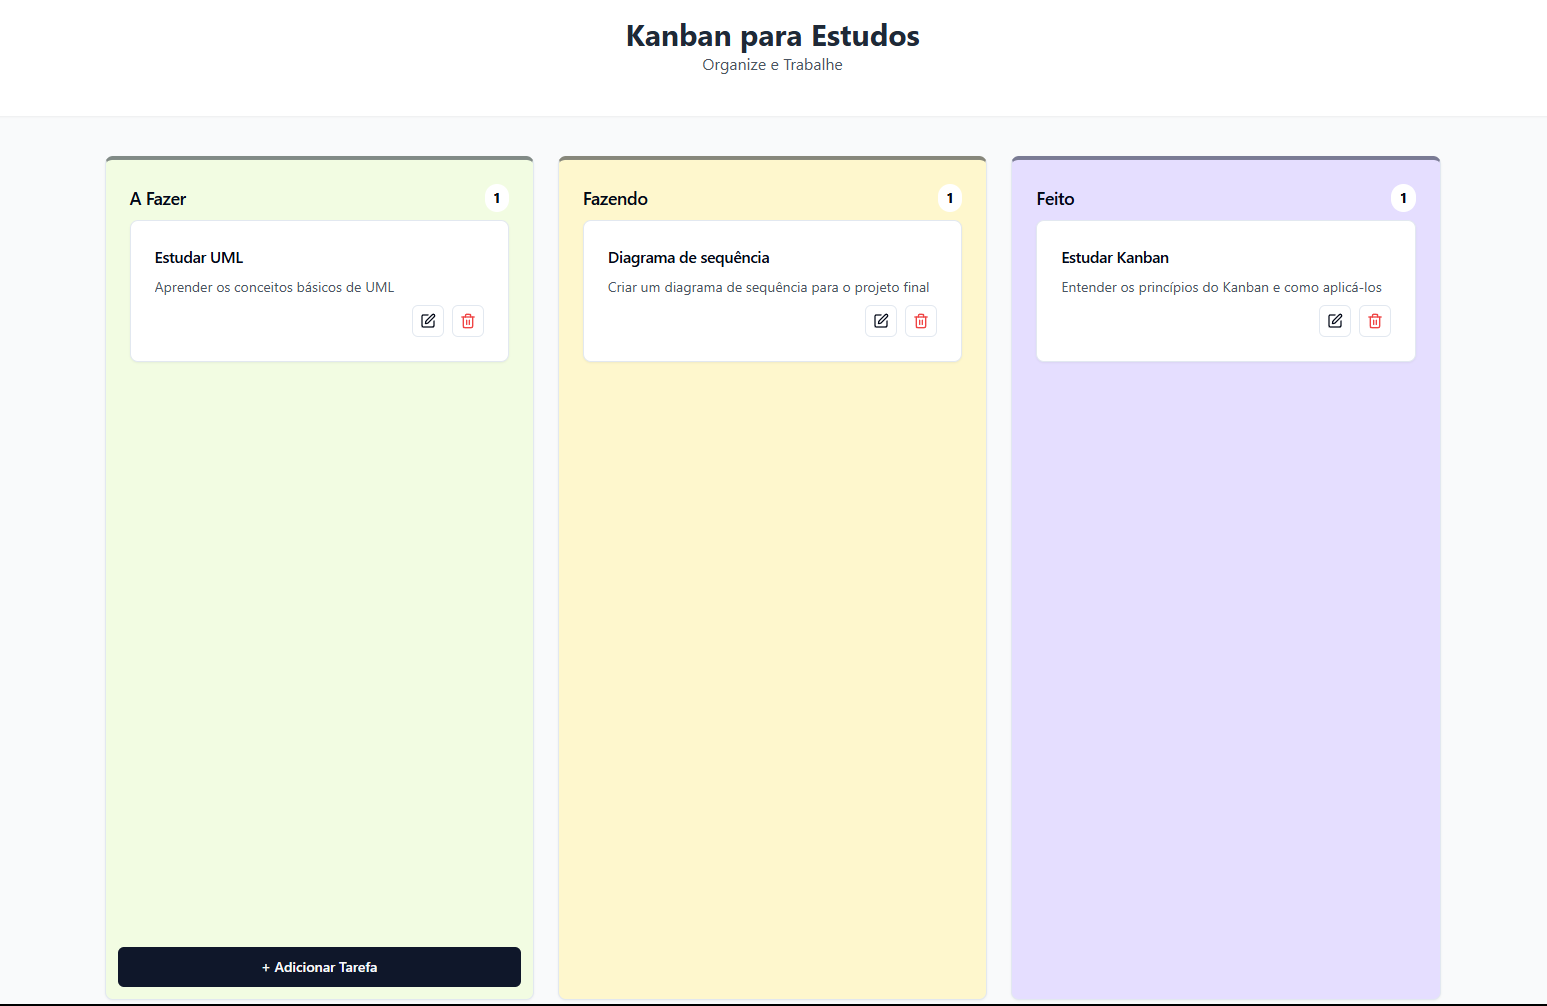 Kanban para Estudos
Organize e Trabalhe
A Fazer
1
Estudar UML
Aprender os conceitos básicos de UML
+ Adicionar Tarefa
Fazendo
1
Diagrama de sequência
Criar um diagrama de sequência para o projeto final
Feito
1
Estudar Kanban
Entender os princípios do Kanban e como aplicá-los